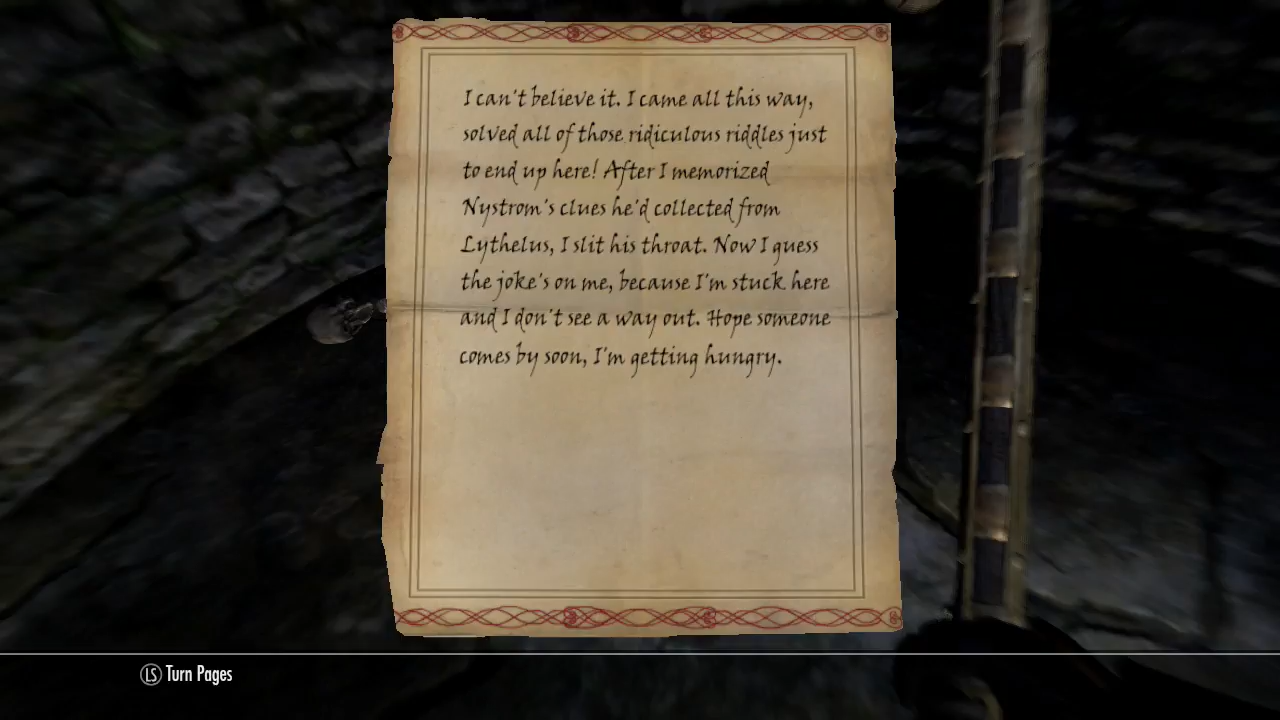 I can't believe it. I came all this way,
solved all of those ridiculous riddles just
to end up here! After I memorized
Nystrom's clues he'd collected from
Lythelus, I slit his throat. Now I guess
the joke's on me, because I'm stuck here
and I don't see a way out. Hope someone
comes by soon, I'm getting hungry.
LS Turn Pages